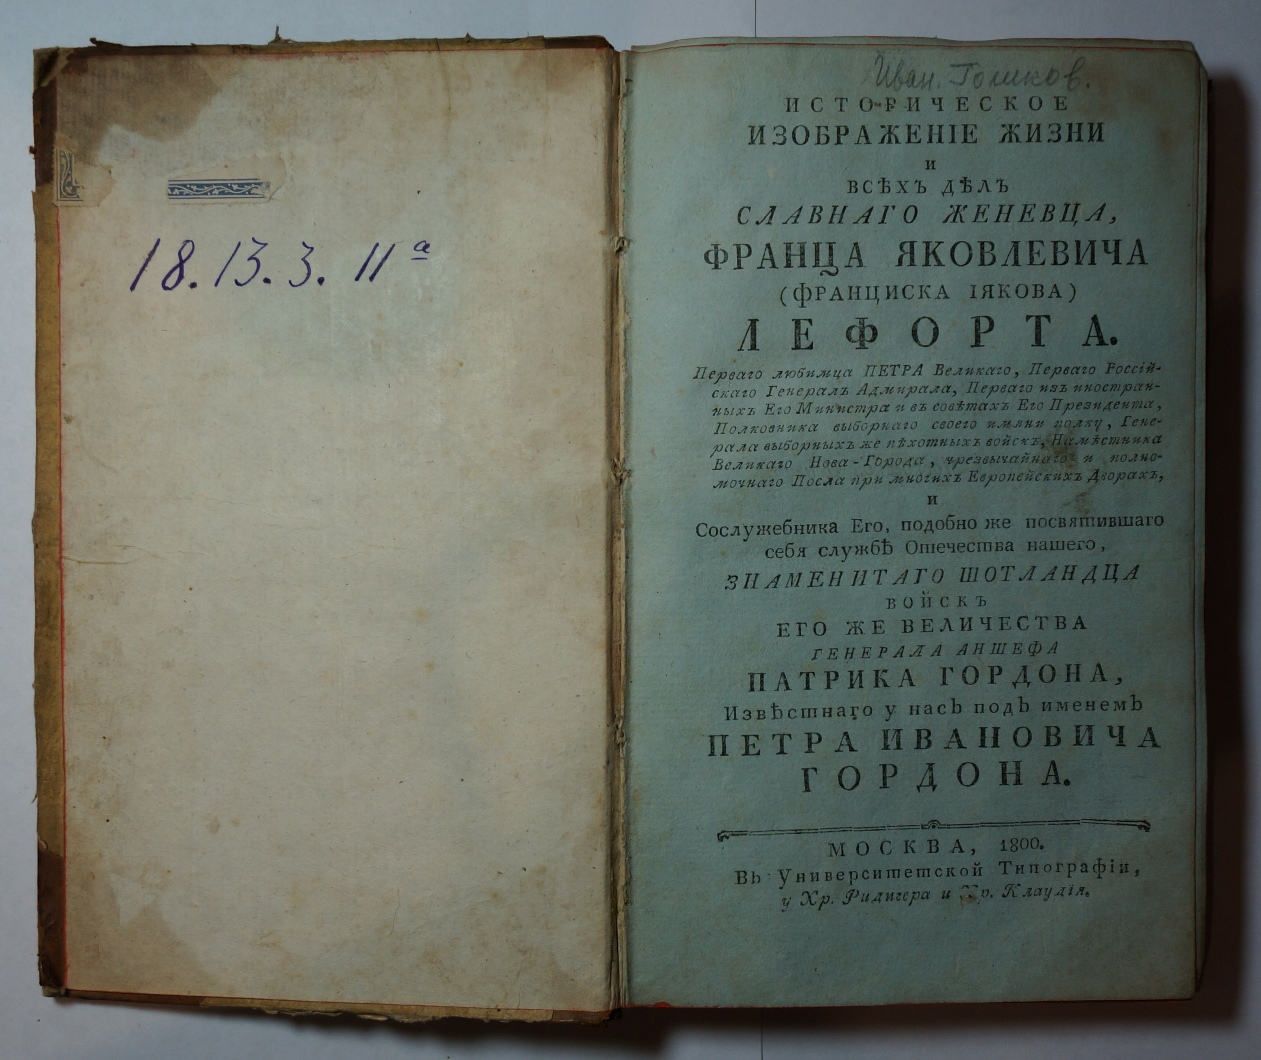 18. 13. 3. 11 а
Иван. Голиков.
ИСТОРИЧЕСКОЕ
ИЗОБРАЖЕНІЕ ЖИЗНИ
И
ВСѢХЪ ДѢЛЪ
СЛАВНАГО ЖЕНЕВЦА,
ФРАНЦА ЯКОВЛЕВИЧА
(ФРАНЦИСКА ІЯКОВА)
ЛЕФОРТА.
Перваго любимца ПЕТРА Великаго, Перваго Россій-
скаго Генералъ Адмирала, Перваго изъ иностран-
ныхъ Его Министра и въ совѣтахъ Его Президента,
Полковника выборнаго своего имяни полку, Гене-
рала выборныхъ же пѣхотныхъ войскъ, Намѣстника
Великаго Нова-Города, чрезвычайнаго и полно-
мочнаго Посла при многихъ Европейскихъ Дворахъ,
и
Сослужебника Его, подобно же посвятившаго
себя службѣ Отечества нашего,
ЗНАМЕНИТАГО ШОТЛАНДЦА
ВОЙСКЪ
ЕГО ЖЕ ВЕЛИЧЕСТВА
ГЕНЕРАЛА АНШЕФА
ПАТРИКА ГОРДОНА,
Извѣстнаго у насъ подъ именемъ
ПЕТРА ИВАНОВИЧА
ГОРДОНА.
МОСКВА, 1800.
Въ Университетской Типографіи,
у Хр. Ридигера и Хр. Клаудія.